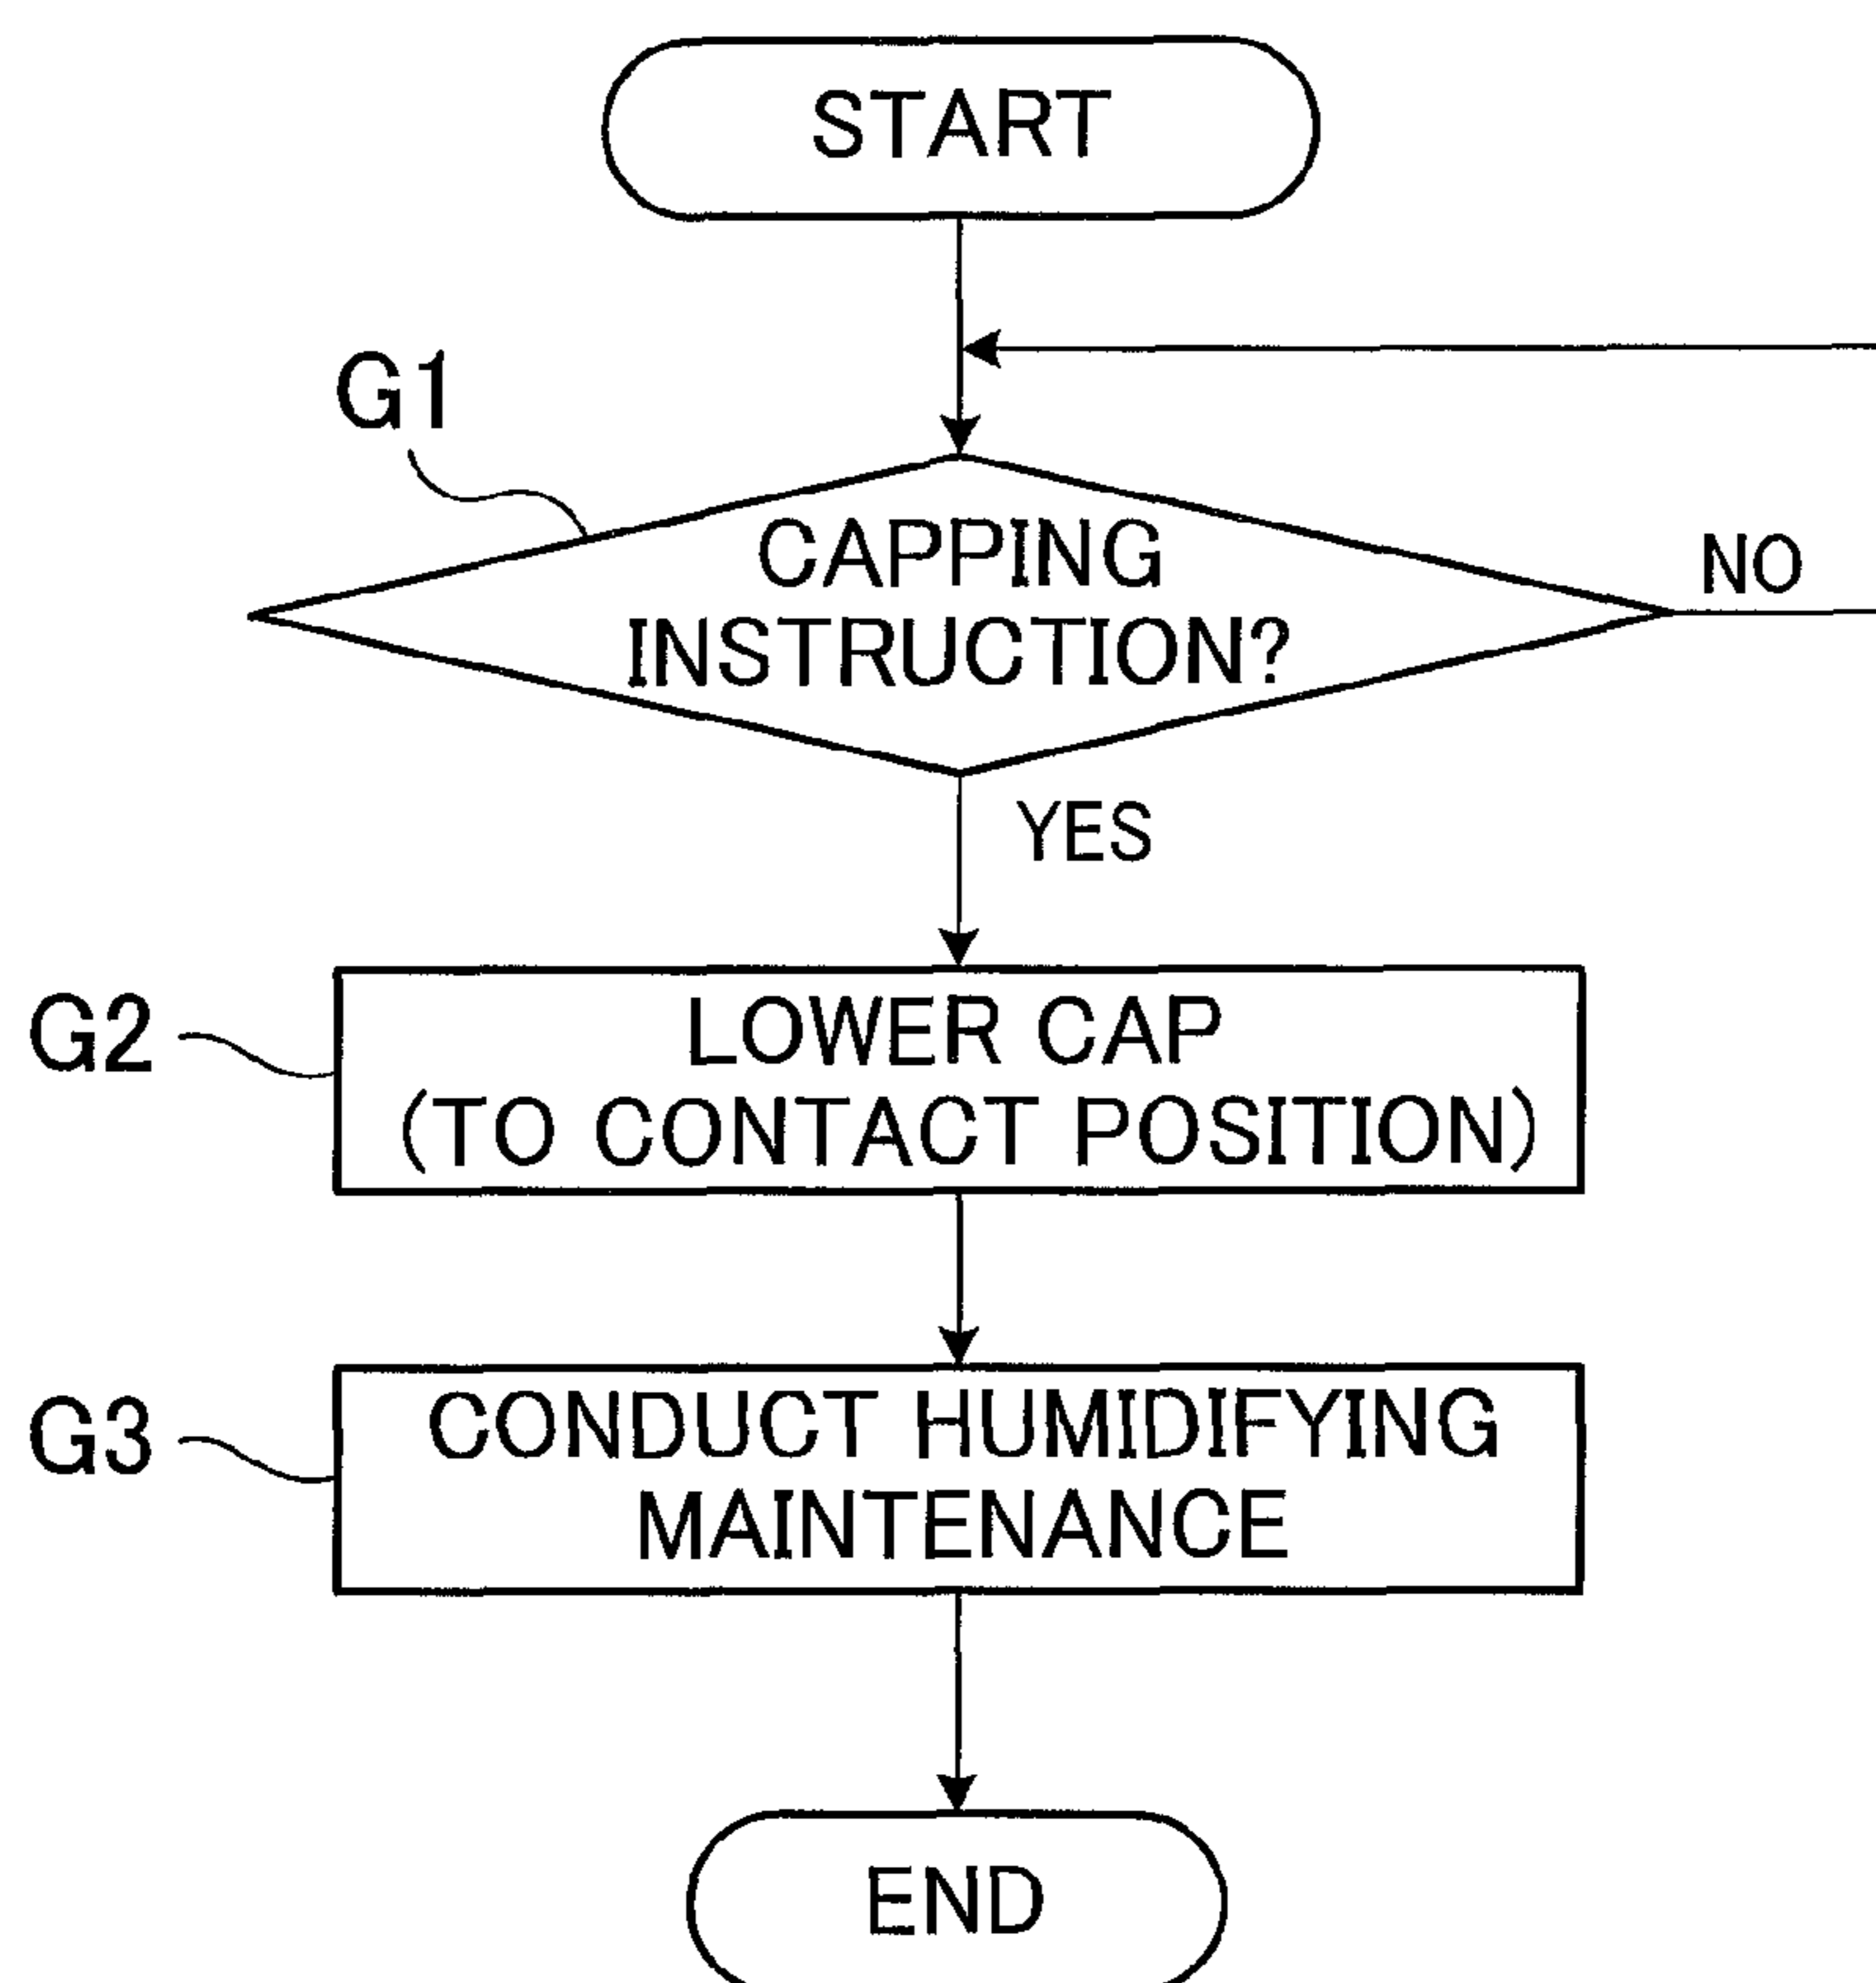 START
G1
CAPPING
INSTRUCTION?
NO
YES
G2
LOWER CAP
(TO CONTACT POSITION)
G3
CONDUCT HUMIDIFYING
MAINTENANCE
END